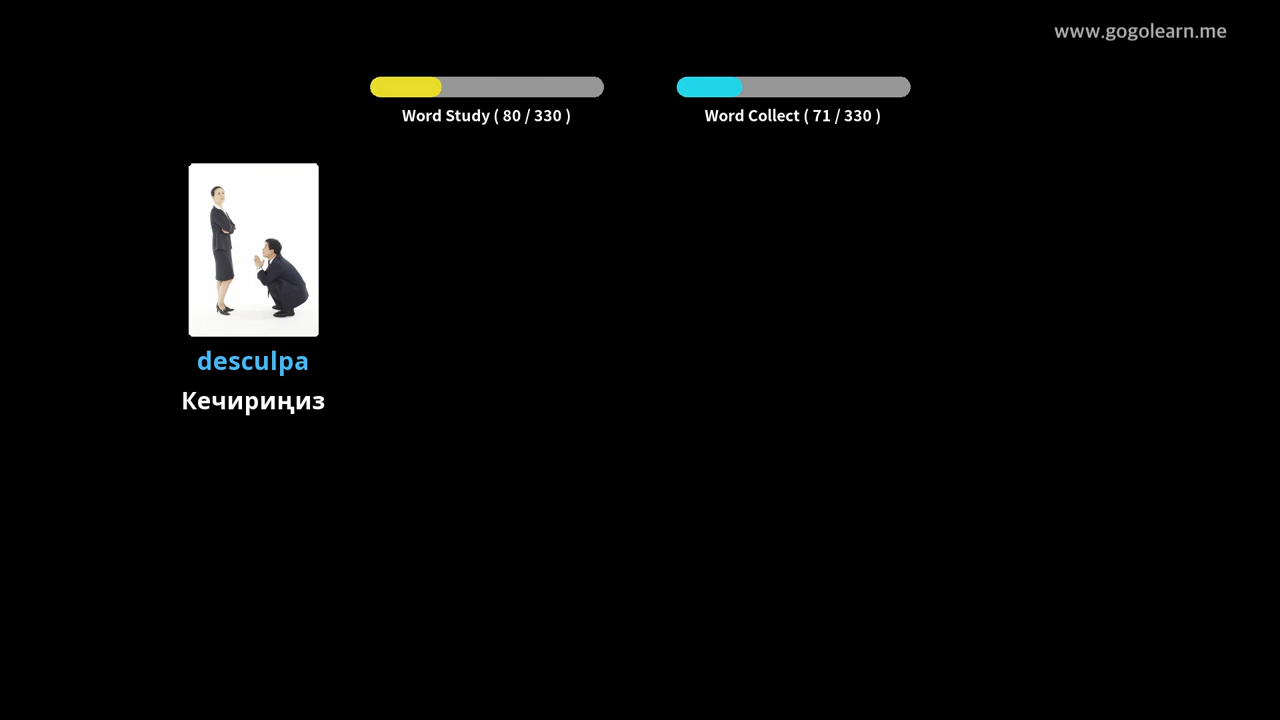 www.gogolearn.me
Word Study ( 80 / 330 )
Word Collect ( 71 / 330 )
desculpa
Кечириңиз